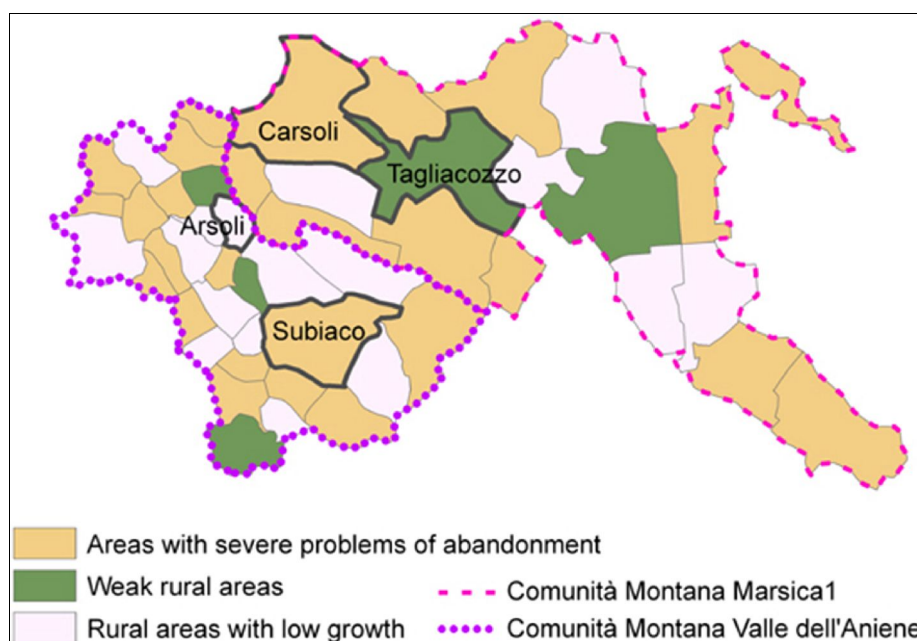 Carsoli
Tagliacozzo
Arsoli
Subiaco
Areas with severe problems of abandonment
Weak rural areas
Comunità Montana Marsica1
Rural areas with low growth
Comunità Montana Valle dell'Aniene